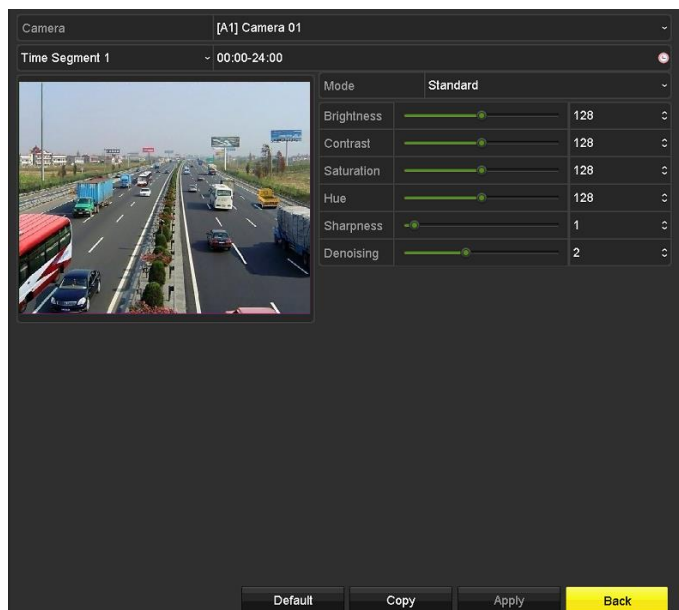 Camera [A1] Camera 01
Time Segment 1 00:00-24:00
Mode Standard
Brightness 128
Contrast 128
Saturation 128
Hue 128
Sharpness 1
Denoising 2
Default Copy Apply Back